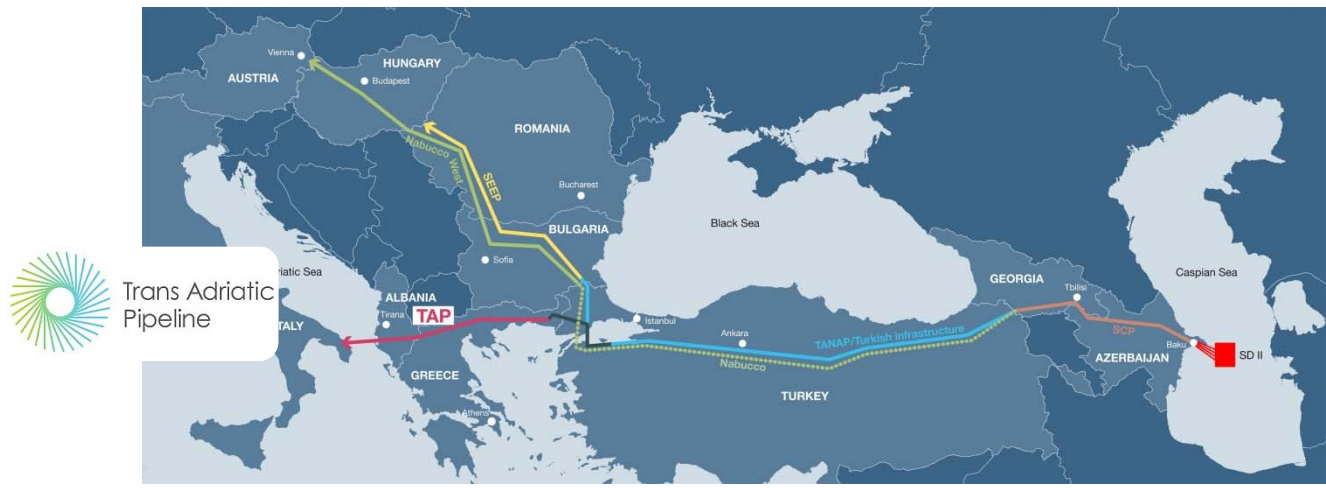 Vienna
HUNGARY
AUSTRIA
Budapest
ROMANIA
Nabucco West
SEEP
Bucharest
Black Sea
BULGARIA
Sofia
GEORGIA
Caspian Sea
Tbilisi
Trans Adriatic
Pipeline
riatic Sea
ALBANIA
Tirana
TAP
ITALY
Istanbul
Ankara
TANAP/Turkish infrastructure
SCP
Baku
SD II
AZERBAIJAN
Nabucco
GREECE
TURKEY
Athens